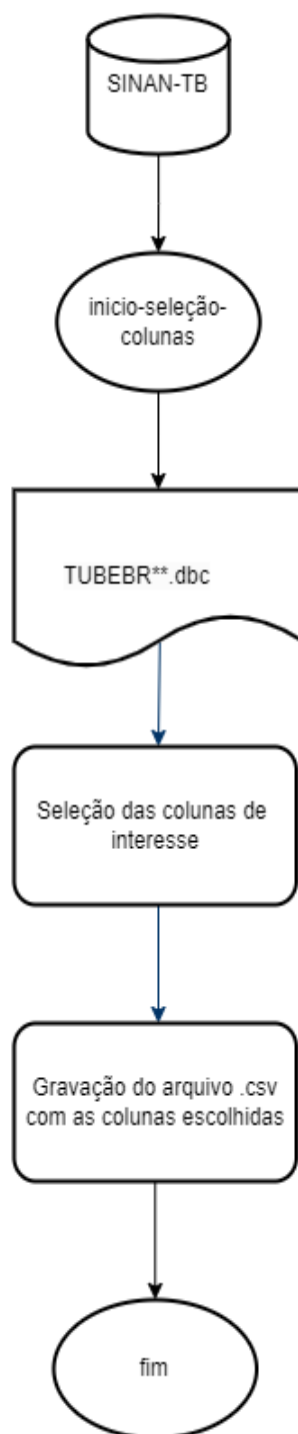 SINAN-TB
inicio-seleção-
colunas
TUBEBR**.dbc
Seleção das colunas de
interesse
Gravação do arquivo .csv
com as colunas escolhidas
fim